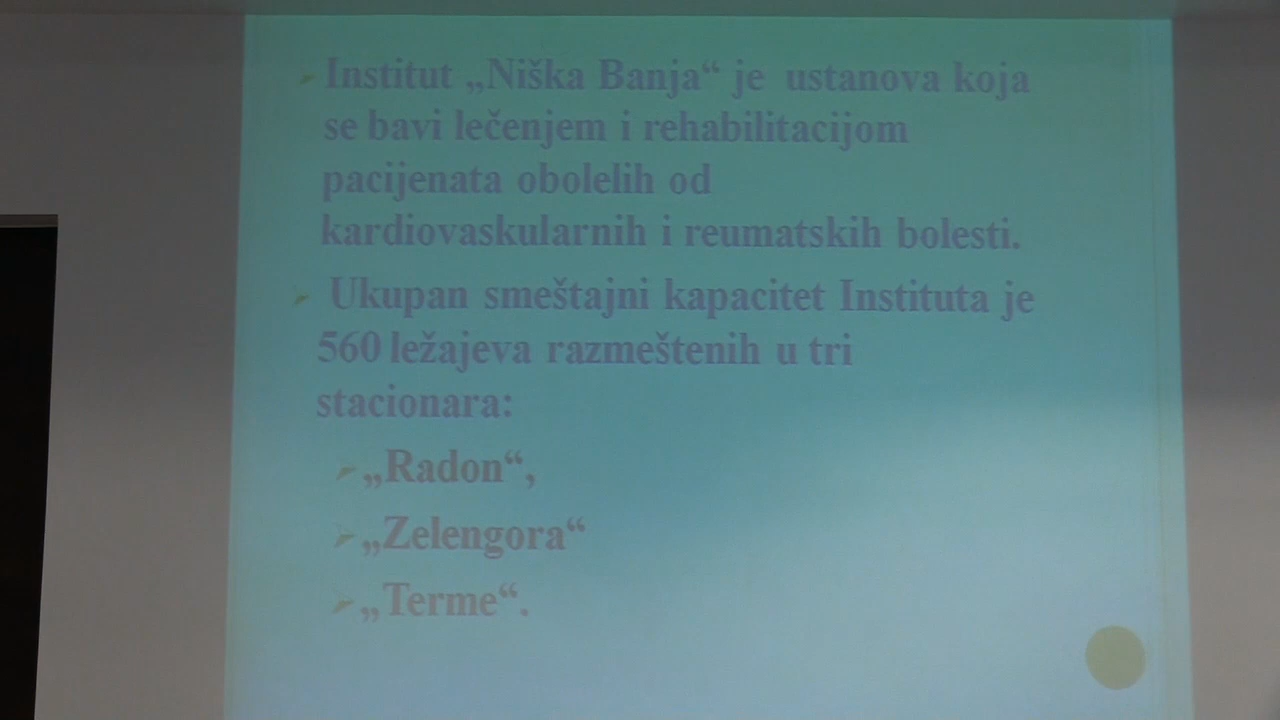 Institut „Niška Banja“ je ustanova koja
se bavi lečenjem i rehabilitacijom
pacijenata obolelih od
kardiovaskularnih i reumatskih bolesti.
Ukupan smeštajni kapacitet Instituta je
560 ležajeva razmeštenih u tri
stacionara:
„Radon“,
„Zelengora“
„Terme“.